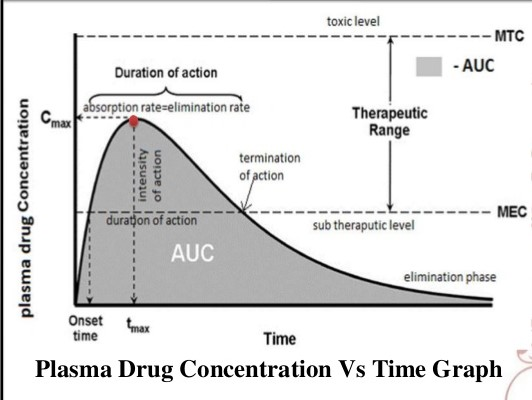 toxic level
MTC
- AUC
Duration of action
absorption rate=elimination rate
Cmax
Therapeutic
Range
intensity
of action
termination
of action
plasma drug Concentration
duration of action
MEC
sub theraputic level
AUC
elimination phase
Onset
time
tmax
Time
Plasma Drug Concentration Vs Time Graph